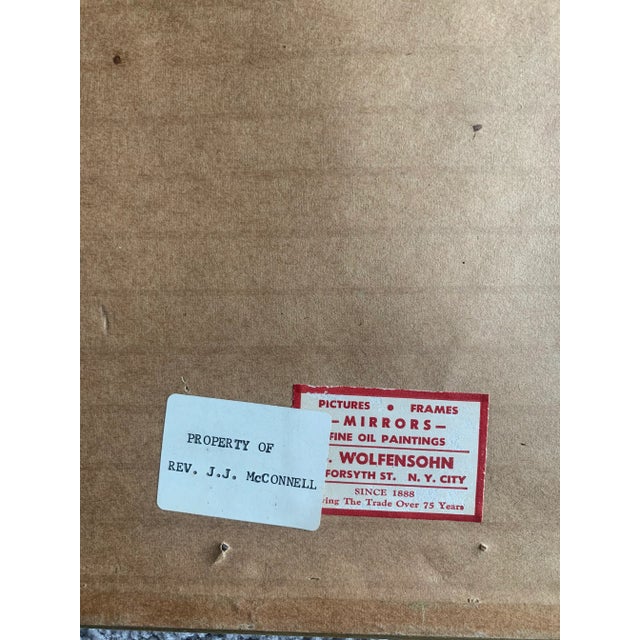 PROPERTY OF
REV. J.J. McCONNELL
PICTURES • FRAMES
—MIRRORS—
FINE OIL PAINTINGS
WOLFENSOHN
FORSYTH ST. N. Y. CITY
SINCE 1888
The Trade Over 75 Years